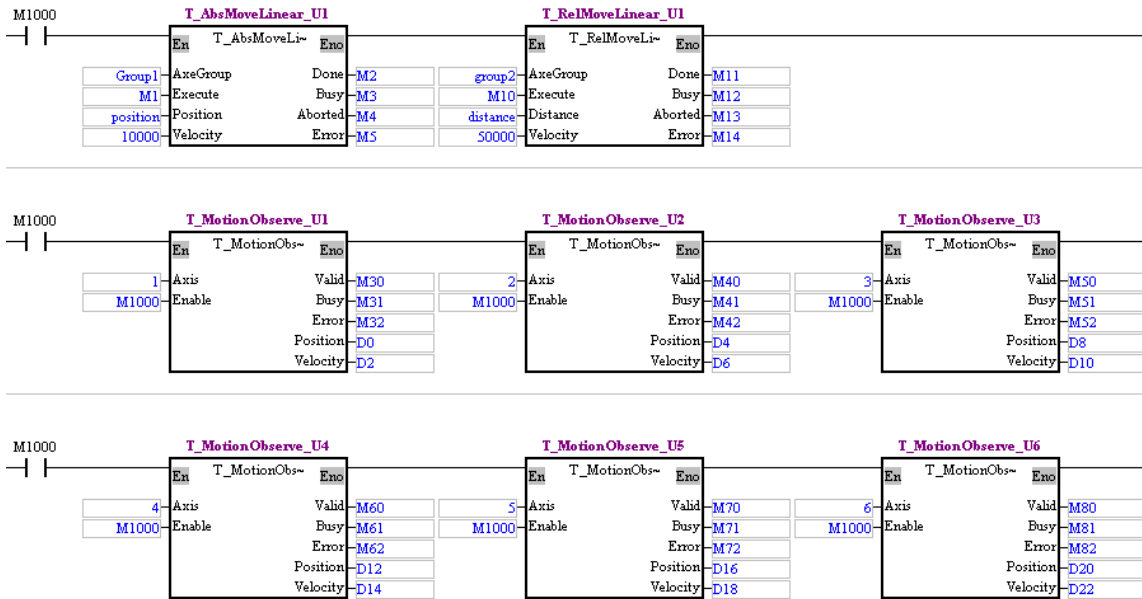 M1000 T_AbsMoveLinear_U1 T_RelMoveLinear_U1
En T_AbsMoveLi~ Eno En T_RelMoveLi~ Eno
Group1 AxeGroup Done M2 group2 AxeGroup Done M11
M1 Execute Busy M3 M10 Execute Busy M12
position Position Aborted M4 distance Distance Aborted M13
10000 Velocity Error M5 50000 Velocity Error M14
M1000 T_MotionObserve_U1 T_MotionObserve_U2 T_MotionObserve_U3
En T_MotionObs~ Eno En T_MotionObs~ Eno En T_MotionObs~ Eno
1 Axis Valid M30 2 Axis Valid M40 3 Axis Valid M50
M1000 Enable Busy M31 M1000 Enable Busy M41 M1000 Enable Busy M51
Error M32 Error M42 Error M52
Position D0 Position D4 Position D8
Velocity D2 Velocity D6 Velocity D10
M1000 T_MotionObserve_U4 T_MotionObserve_U5 T_MotionObserve_U6
En T_MotionObs~ Eno En T_MotionObs~ Eno En T_MotionObs~ Eno
4 Axis Valid M60 5 Axis Valid M70 6 Axis Valid M80
M1000 Enable Busy M61 M1000 Enable Busy M71 M1000 Enable Busy M81
Error M62 Error M72 Error M82
Position D12 Position D16 Position D20
Velocity D14 Velocity D18 Velocity D22